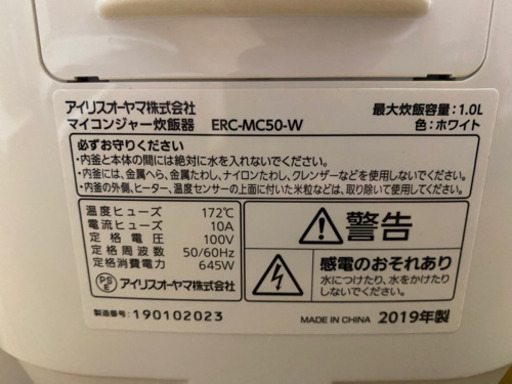 アイリスオーヤマ株式会社
最大炊飯容量:1.0L
マイコンジャー炊飯器 ERC-MC50-W
色:ホワイト
必ずお守りください
・内釜と本体の間には絶対に水を入れないでください。
・内釜には、へら、金属たわし、ナイロンたわし、クレンザーなどを使用しないでください。
・内釜の外側、ヒーター、温度センサーの上面に付いた米粒などは、取り除いて使用してください。
温度ヒューズ 172℃
電流ヒューズ 10A
定格電圧 100V
定格周波数 50/60Hz
定格消費電力 645W
PSE アイリスオーヤマ株式会社
製造番号 190102023
警告
感電のおそれあり
水につけたり、水をかけたり
しないでください。
MADE IN CHINA 2019年製